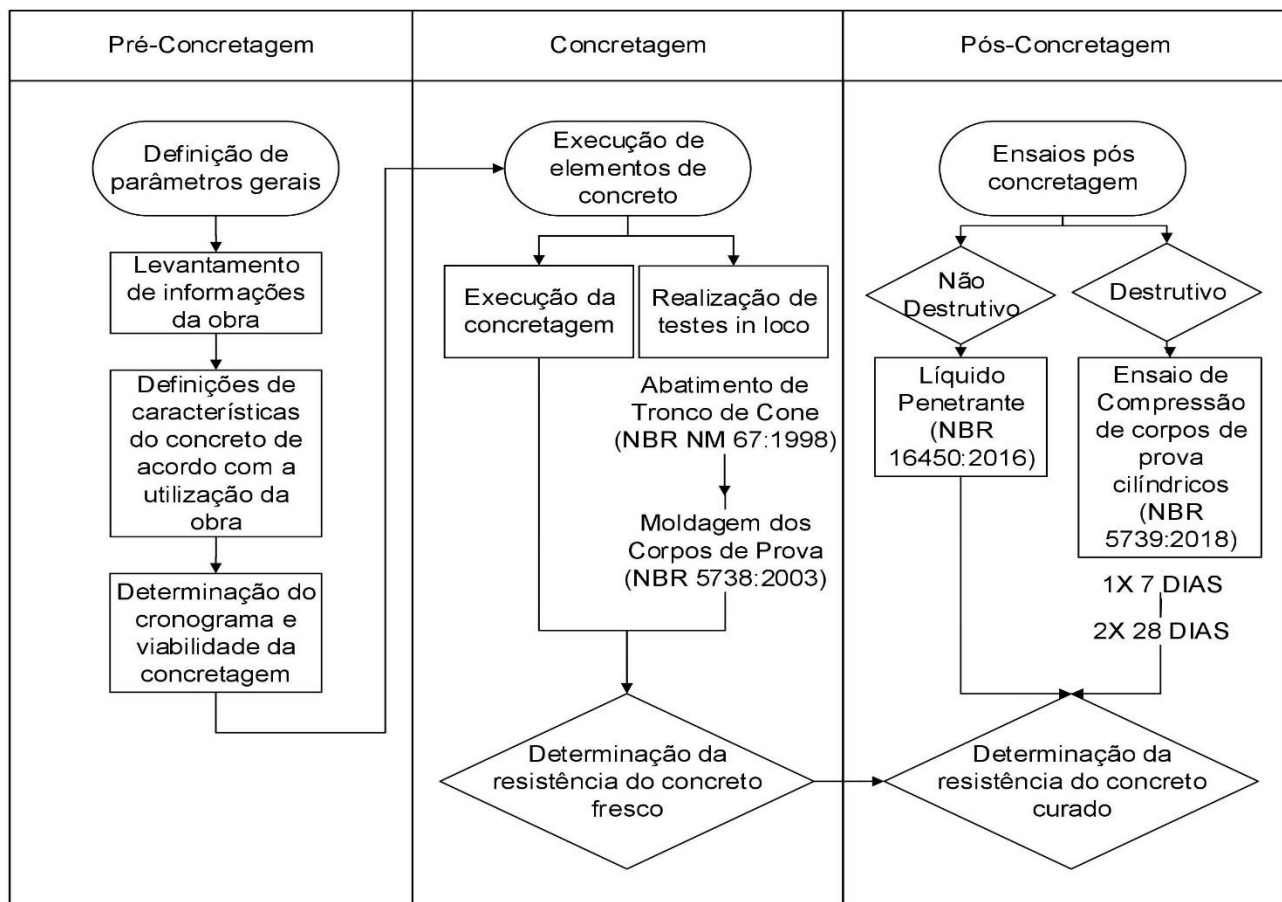 Pré-Concretagem
Concretagem
Pós-Concretagem
Definição de
parâmetros gerais
Levantamento
de informações
da obra
Definições de
características
do concreto de
acordo com a
utilização da
obra
Determinação do
cronograma e
viabilidade da
concretagem
Execução de
elementos de
concreto
Execução da
concretagem
Realização de
testes in loco
Abatimento de
Tronco de Cone
(NBR NM 67:1998)
Moldagem dos
Corpos de Prova
(NBR 5738:2003)
Determinação da
resistência do concreto
fresco
Ensaios pós
concretagem
Não
Destrutivo
Destrutivo
Líquido
Penetrante
(NBR
16450:2016)
Ensaio de
Compressão
de corpos de
prova
cilíndricos
(NBR
5739:2018)
1X 7 DIAS
2X 28 DIAS
Determinação da
resistência do concreto
curado